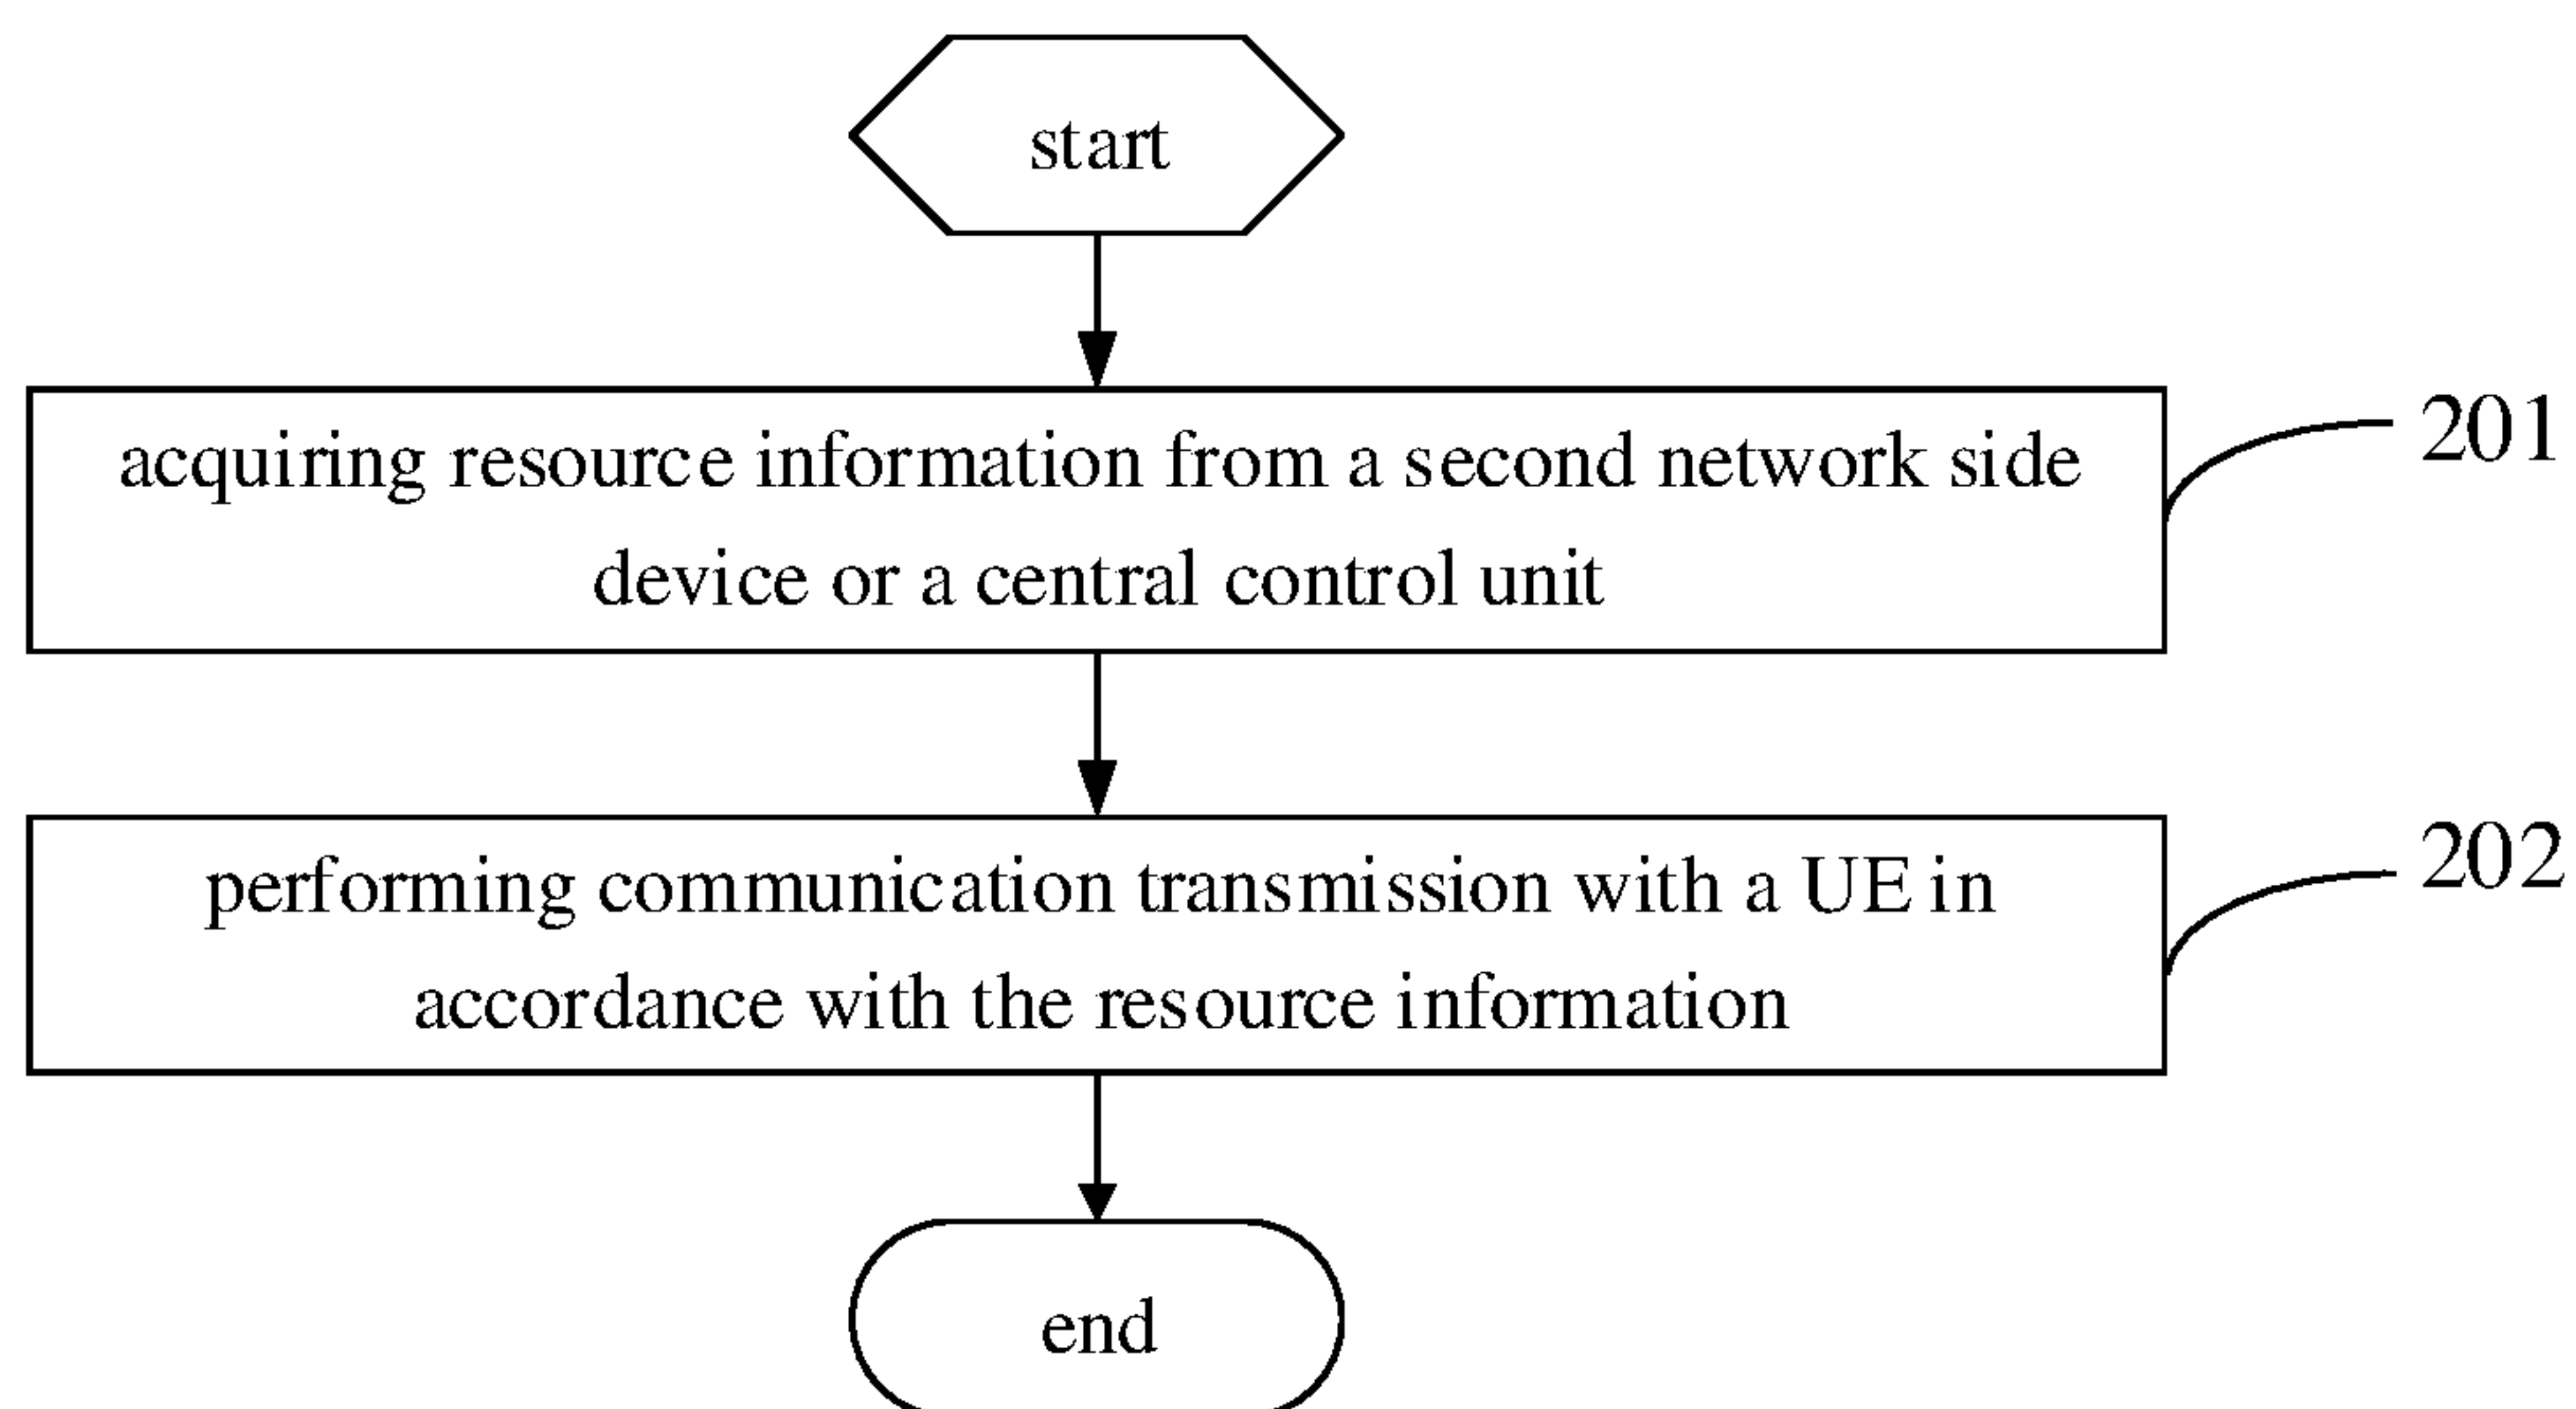 start
acquiring resource information from a second network side
device or a central control unit
201
performing communication transmission with a UE in
accordance with the resource information
202
end